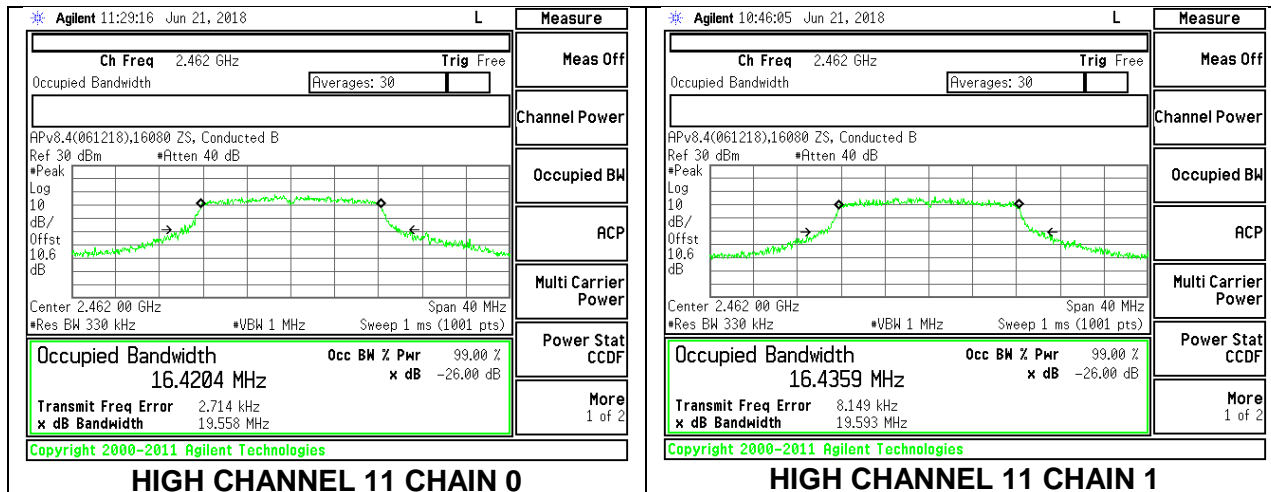 Agilent 11:29:16 Jun 21, 2018 L Measure
Ch Freq 2.462 GHz Trig Free
Occupied Bandwidth Averages: 30
Meas Off
Channel Power
APv8.4(061218),16080 ZS, Conducted B
Ref 30 dBm #Atten 40 dB
#Peak
Log
10
dB/
Offst
10.6
dB
Occupied BW
ACP
Multi Carrier
Power
Center 2.462 00 GHz Span 40 MHz
#Res BW 330 kHz #VBW 1 MHz Sweep 1 ms (1001 pts)
Power Stat
CCDF
Occupied Bandwidth Occ BW % Pwr 99.00 %
16.4204 MHz x dB -26.00 dB
Transmit Freq Error 2.714 kHz
x dB Bandwidth 19.558 MHz
More
1 of 2
Copyright 2000-2011 Agilent Technologies
HIGH CHANNEL 11 CHAIN 0
Agilent 10:46:05 Jun 21, 2018 L Measure
Ch Freq 2.462 GHz Trig Free
Occupied Bandwidth Averages: 30
Meas Off
Channel Power
APv8.4(061218),16080 ZS, Conducted B
Ref 30 dBm #Atten 40 dB
#Peak
Log
10
dB/
Offst
10.6
dB
Occupied BW
ACP
Multi Carrier
Power
Center 2.462 00 GHz Span 40 MHz
#Res BW 330 kHz #VBW 1 MHz Sweep 1 ms (1001 pts)
Power Stat
CCDF
Occupied Bandwidth Occ BW % Pwr 99.00 %
16.4359 MHz x dB -26.00 dB
Transmit Freq Error 8.149 kHz
x dB Bandwidth 19.593 MHz
More
1 of 2
Copyright 2000-2011 Agilent Technologies
HIGH CHANNEL 11 CHAIN 1